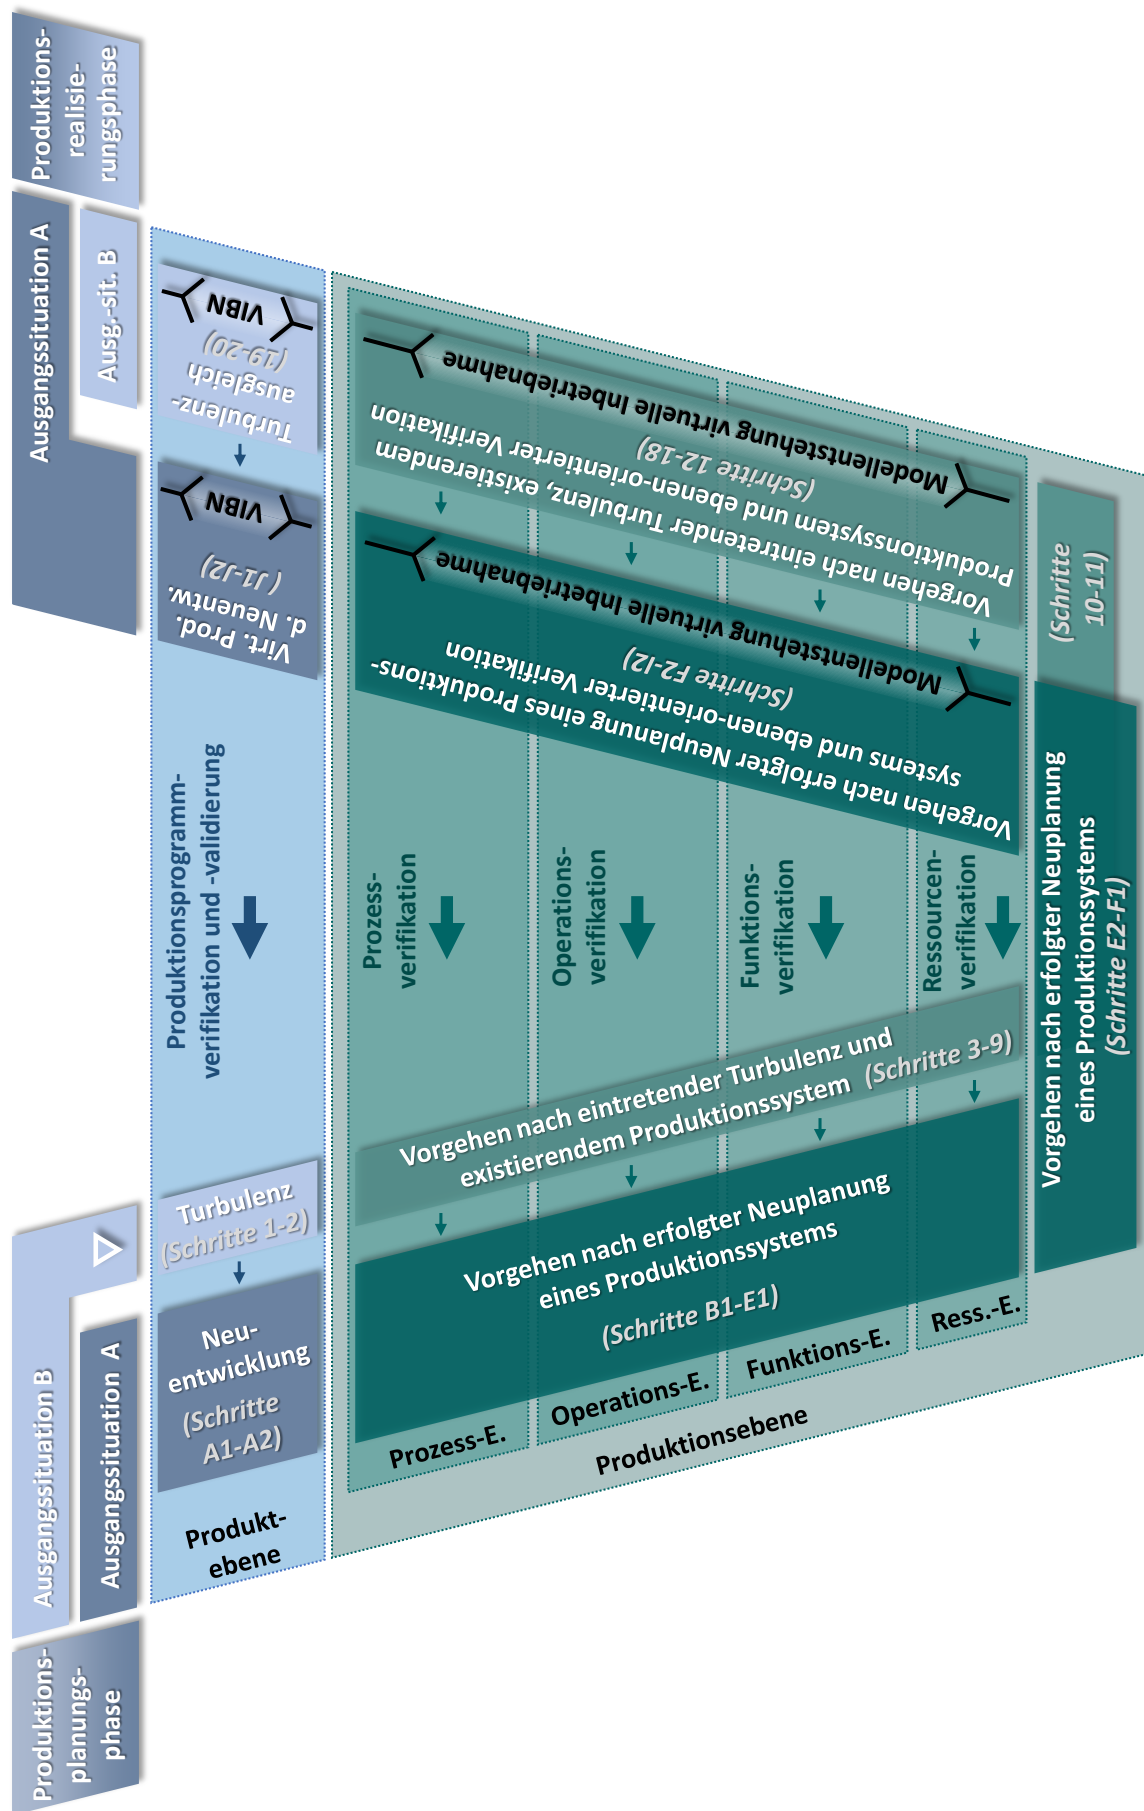 Produktions-
planungs-
phase
Ausgangssituation B
Ausgangssituation A
Ausgangssituation A
Ausg.-sit. B
Produktions-
realisie-
rungsphase
Produkt-
ebene
Neu-
entwicklung
(Schritte
A1-A2)
Turbulenz
(Schritte 1-2)
Produktionsprogramm-
verifikation und -validierung
Virt. Prod.
d. Neuentw.
(J1-J2)
VIBN
Turbulenz-
ausgleich
(19-20)
VIBN
Produktionsebene
Prozess-E.
Operations-E.
Funktions-E.
Ress.-E.
Vorgehen nach erfolgter Neuplanung
eines Produktionssystems
(Schritte B1-E1)
Vorgehen nach eintretender Turbulenz und
existierendem Produktionssystem (Schritte 3-9)
Prozess-
verifikation
Operations-
verifikation
Funktions-
verifikation
Ressourcen-
verifikation
Vorgehen nach erfolgter Neuplanung eines Produktions-
systems und ebenen-orientierter Verifikation
(Schritte F2-I2)
Modellentstehung virtuelle Inbetriebnahme
Vorgehen nach eintretender Turbulenz, existierendem
Produktionssystem und ebenen-orientierter Verifikation
(Schritte 12-18)
Modellentstehung virtuelle Inbetriebnahme
Vorgehen nach erfolgter Neuplanung
eines Produktionssystems
(Schritte E2-F1)
(Schritte
10-11)